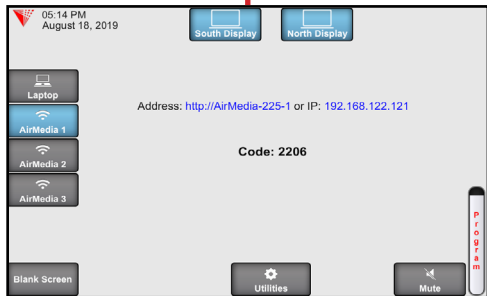 05:14 PM
August 18, 2019
South Display
North Display
Laptop
AirMedia 1
Address: http://AirMedia-225-1 or IP: 192.168.122.121
AirMedia 2
Code: 2206
AirMedia 3
Program
Blank Screen
Utilities
Mute